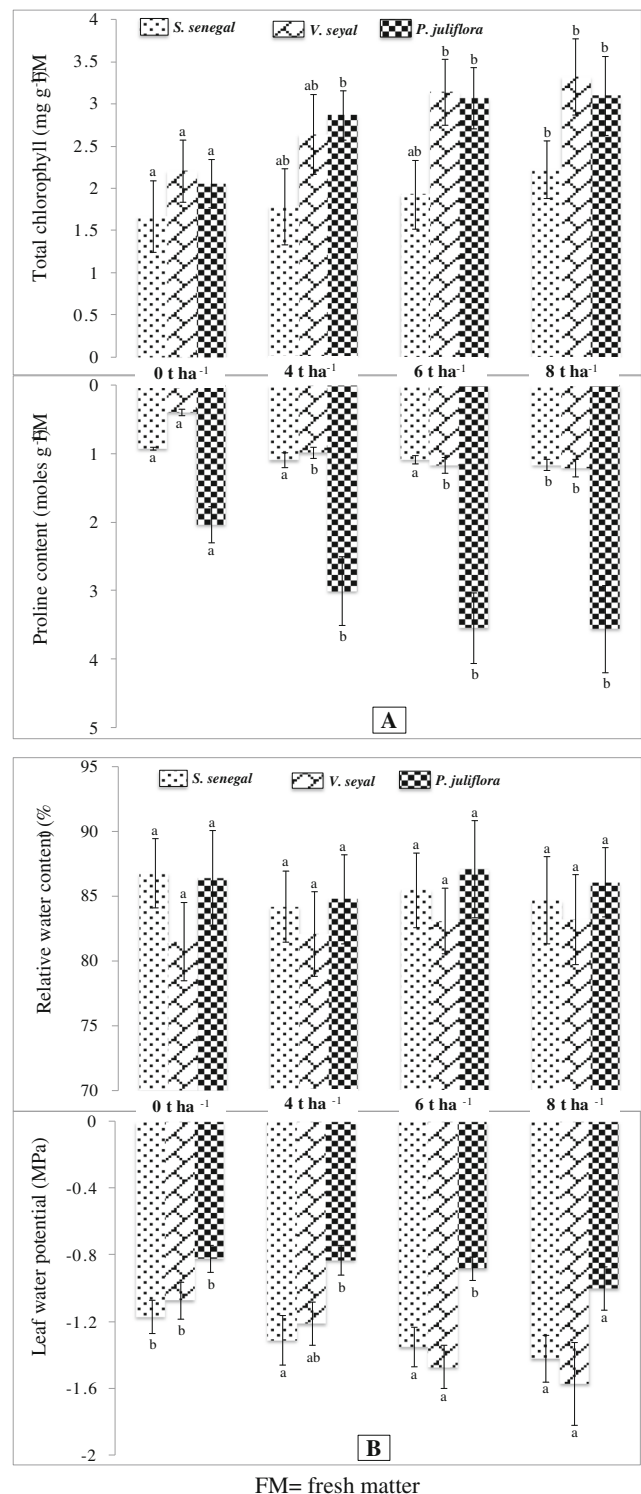 S. senegal V. seyal P. juliflora
Total chlorophyll (mg g-1 FM)
4
3.5
3
2.5
2
1.5
1
0.5
0
a a a
ab ab b
ab b b
b b b
0 t ha -1 4 t ha -1 6 t ha -1 8 t ha -1
Proline content (moles g-1 FM)
0
1
2
3
4
5
a a a
a b b
a b b
b b b
A
S. senegal V. seyal P. juliflora
Relative water content (%)
95
90
85
80
75
70
a a a
a a a
a a a
a a a
0 t ha -1 4 t ha -1 6 t ha -1 8 t ha -1
Leaf water potential (MPa)
0
-0.4
-0.8
-1.2
-1.6
-2
b b b
a ab b
a a b
a a a
B
FM= fresh matter